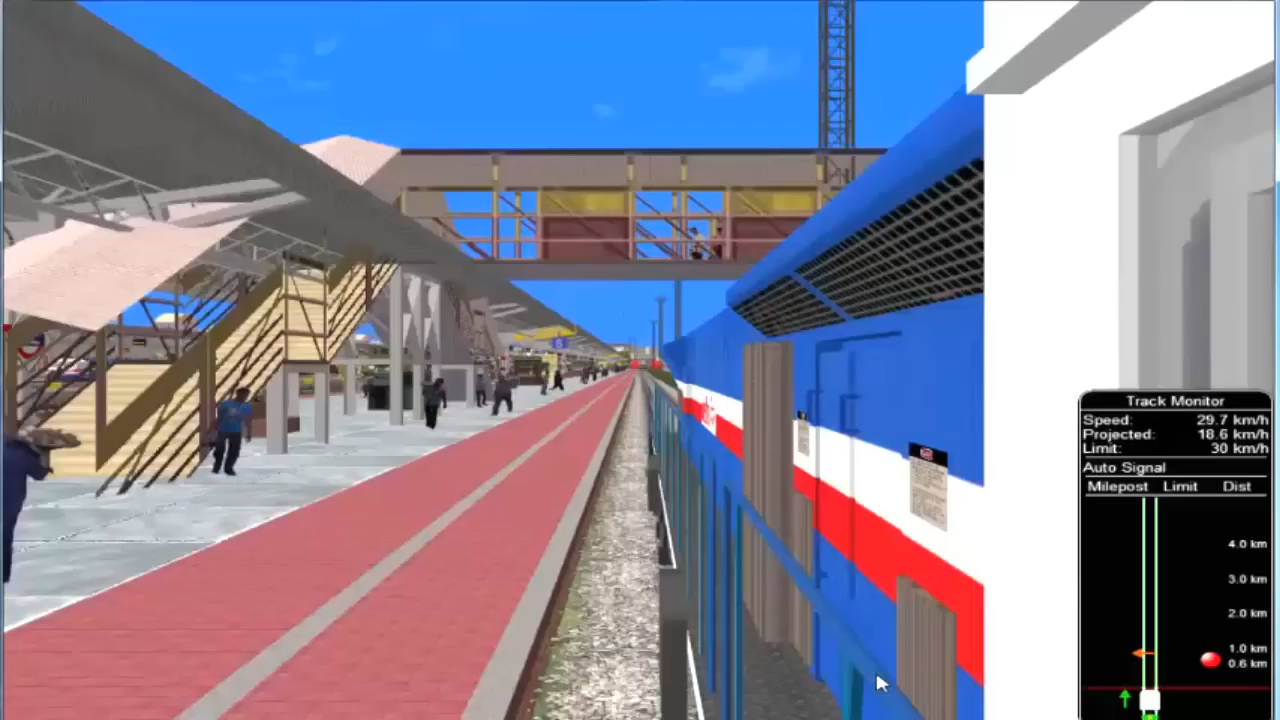 Track Monitor
Speed: 29.7 km/h
Projected: 18.6 km/h
Limit: 30 km/h
Auto Signal
Milepost Limit Dist
4.0 km
3.0 km
2.0 km
1.0 km
0.6 km